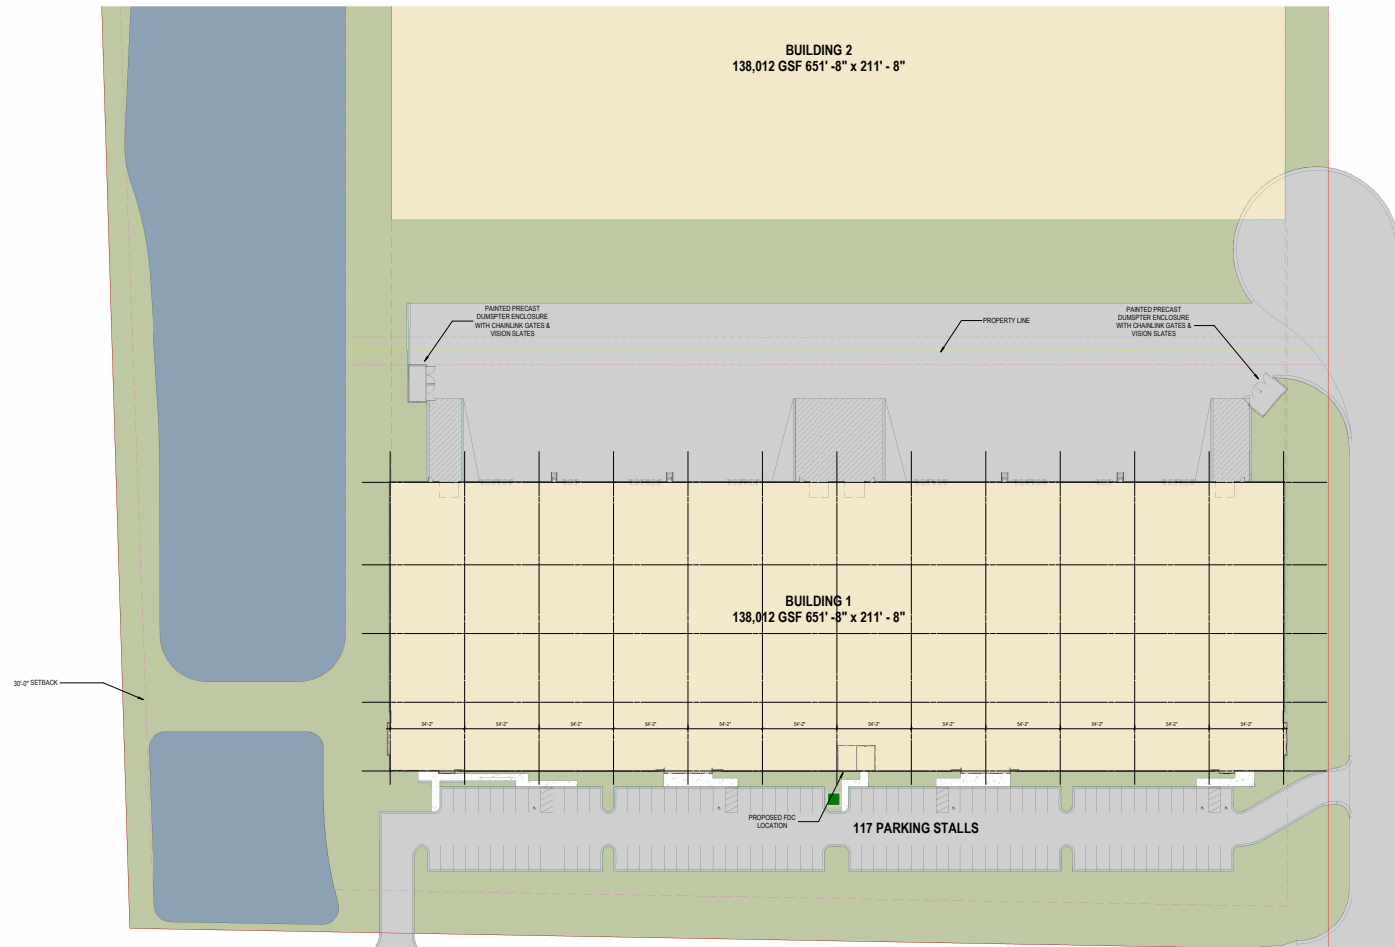 BUILDING 2
138,012 GSF 651' -8" x 211' - 8"
PAINTED PRECAST
DUMSPTER ENCLOSURE
WITH CHAINLINK GATES &
VISION SLATES
PROPERTY LINE
PAINTED PRECAST
DUMSPTER ENCLOSURE
WITH CHAINLINK GATES &
VISION SLATES
BUILDING 1
138,012 GSF 651' -8" x 211' - 8"
30'-0" SETBACK
54'-2" 54'-2" 54'-2" 54'-2" 54'-2" 54'-2" 54'-2" 54'-2" 54'-2" 54'-2" 54'-2" 54'-2"
PROPOSED FDC
LOCATION
117 PARKING STALLS